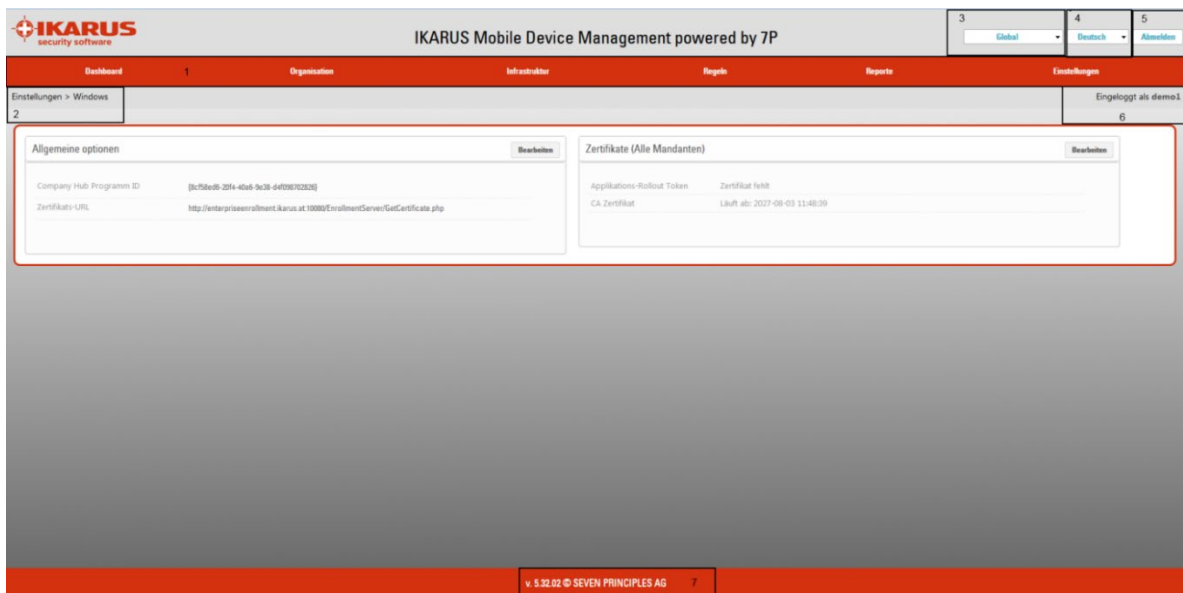 IKARUS
security software
IKARUS Mobile Device Management powered by 7P
3
Global
4
Deutsch
5
Abmelden
Dashboard
1
Organisation
Infrastruktur
Regeln
Reporte
Einstellungen
Einstellungen > Windows
2
Eingeloggt als demo1
6
Allgemeine optionen
Bearbeiten
Company Hub Programm ID
Zertifikats-URL
http://enterpriseenrollment.ikarus.at:10080/EnrollmentServer/GetCertificate.php
Zertifikate (Alle Mandanten)
Bearbeiten
Applikations-Rollout Token
Zertifikat fehlt
CA Zertifikat
Läuft ab: 2027-08-03 11:48:39
v. 5.32.02 © SEVEN PRINCIPLES AG
7